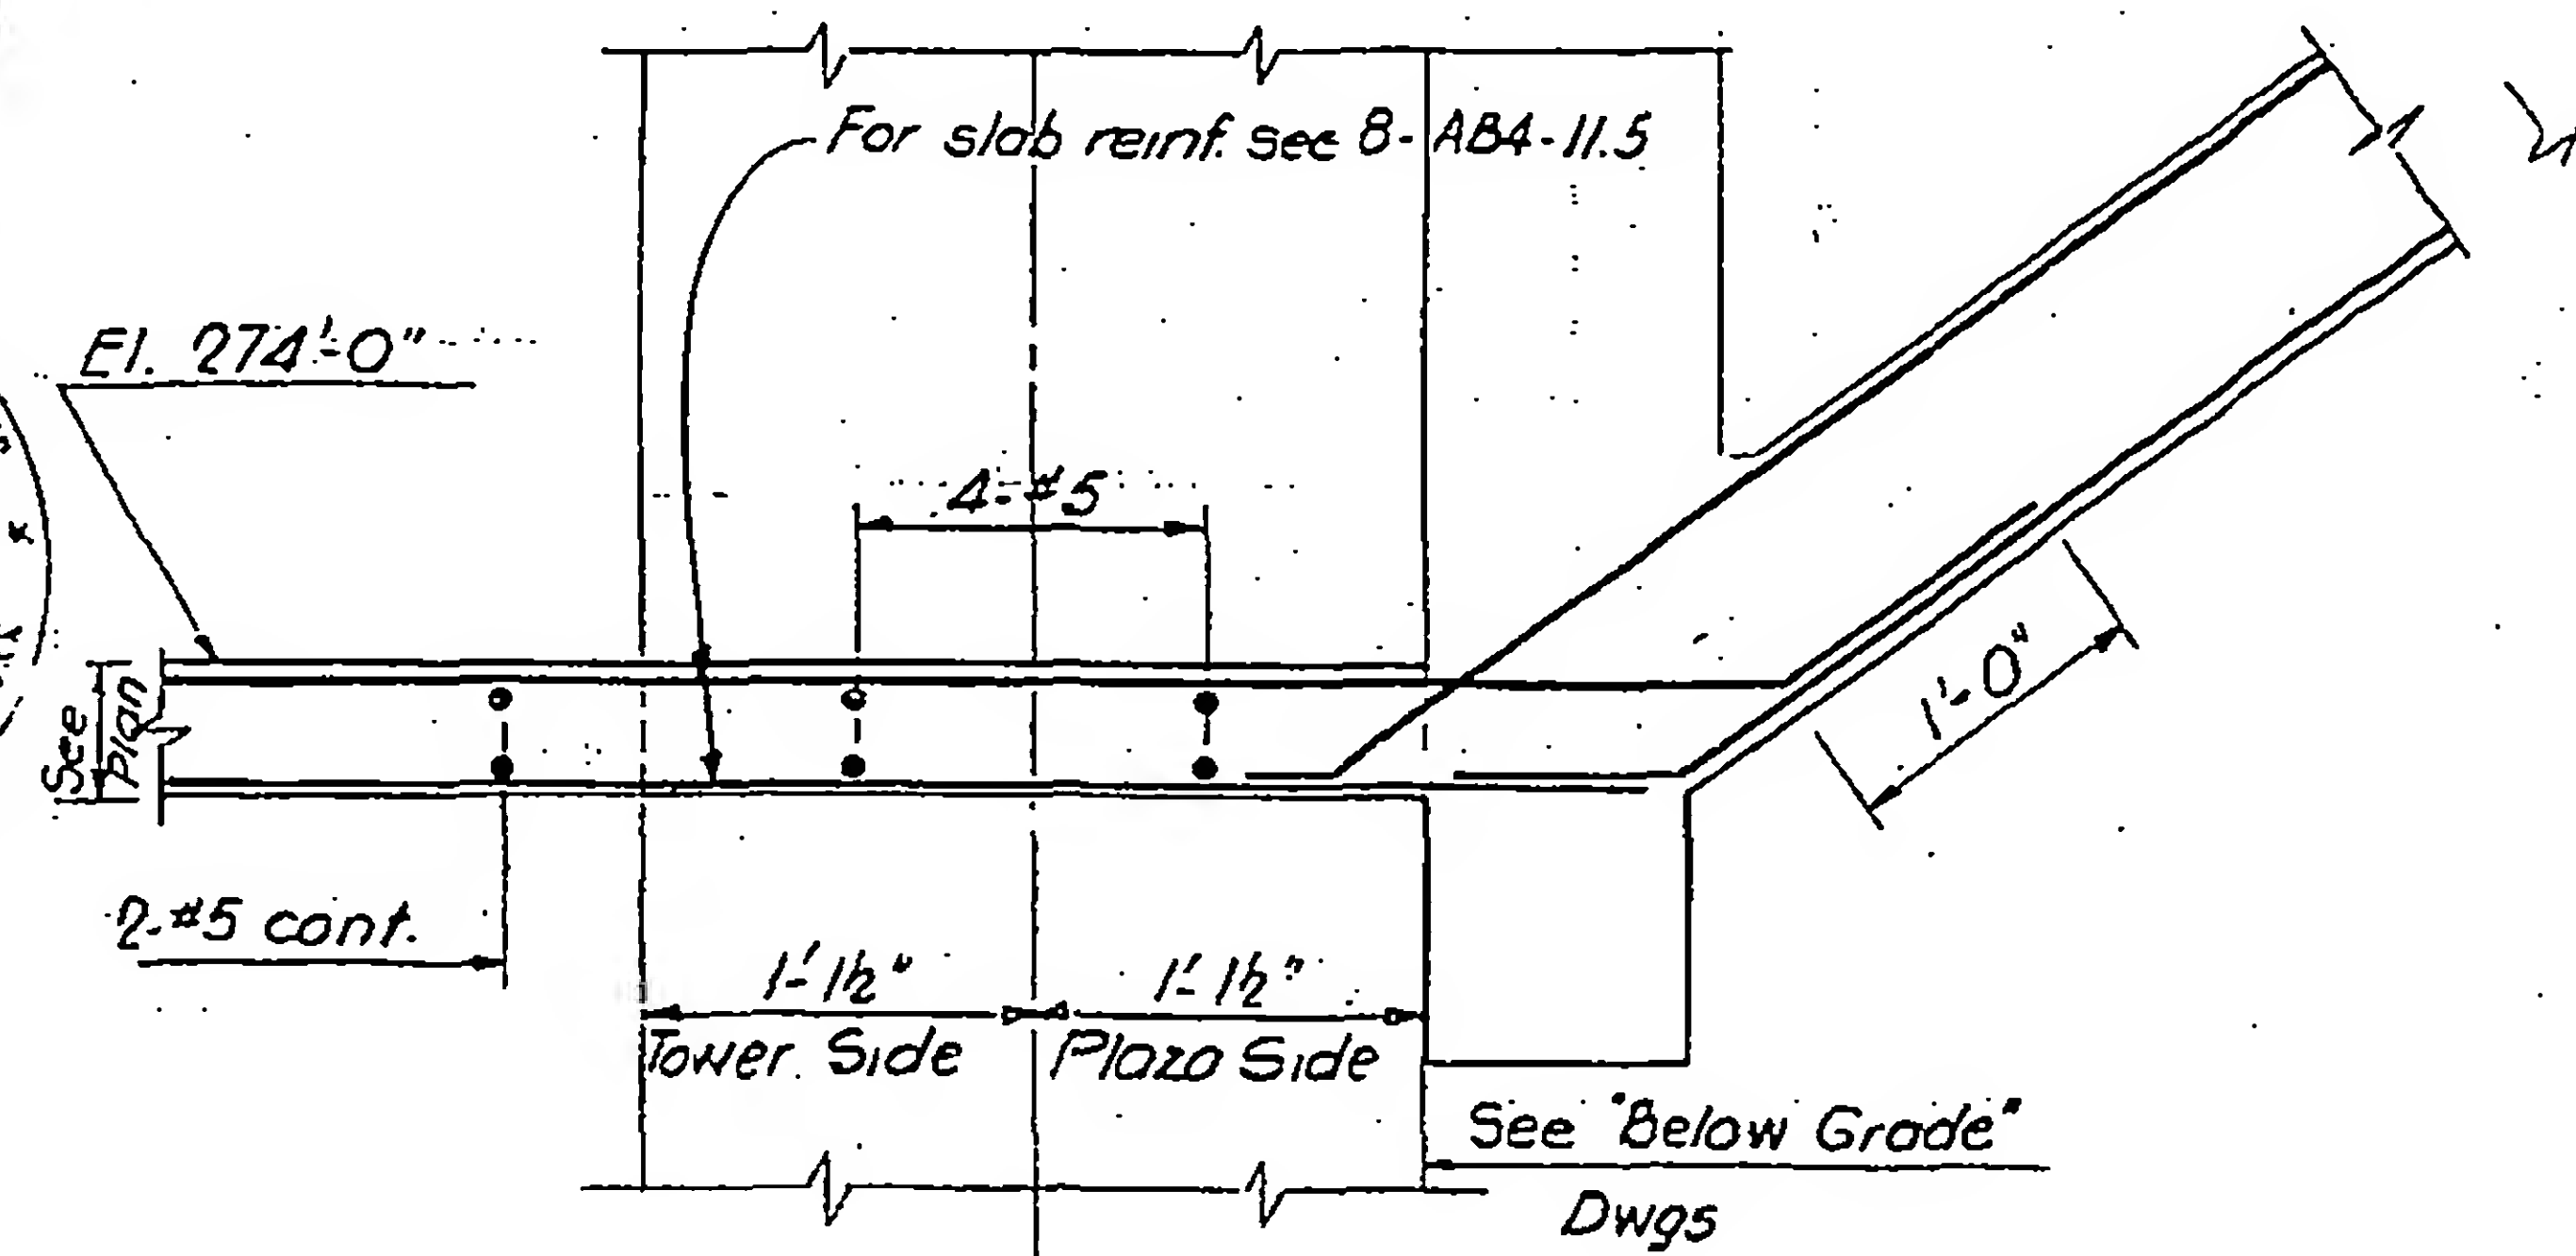 For slab reinf. see 8-AB4-11.5
El. 274'-0"
4-#5
See
Plan
1'-0"
2-#5 cont.
1'-1½"
1'-1½"
Tower Side
Plaza Side
See "Below Grade"
Dwgs